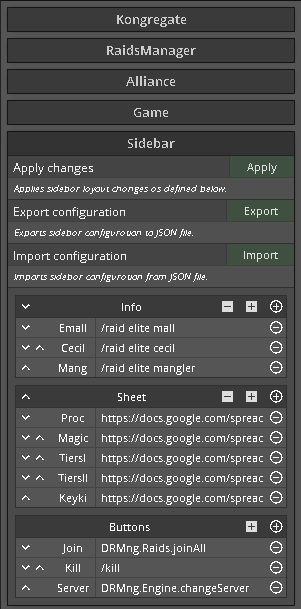 Kongregate
RaidsManager
Alliance
Game
Sidebar
Apply changes Apply
Applies sidebar layout changes as defined below.
Export configuration Export
Exports sidebar configuration to JSON file.
Import configuration Import
Imports sidebar configuration from JSON file.
Info
Emall /raid elite mall
Cecil /raid elite cecil
Mang /raid elite mangler
Sheet
Proc https://docs.google.com/spreac
Magic https://docs.google.com/spreac
TiersI https://docs.google.com/spreac
TiersII https://docs.google.com/spreac
Keyki https://docs.google.com/spreac
Buttons
Join DRMng.Raids.joinAll
Kill /kill
Server DRMng.Engine.changeServer